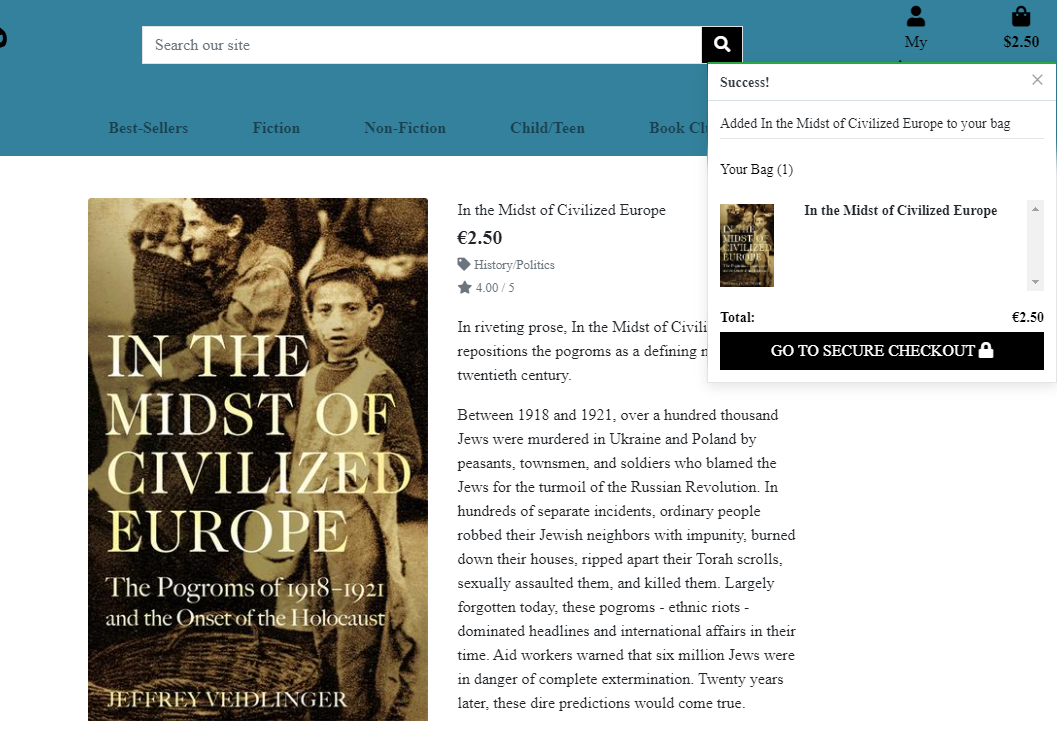 Search our site
My
$2.50
Best-Sellers
Fiction
Non-Fiction
Child/Teen
Book
Success!
×
Added In the Midst of Civilized Europe to your bag
Your Bag (1)
IN THE
MIDST OF
CIVILIZED
EUROPE
In the Midst of Civilized Europe
Total:
€2.50
GO TO SECURE CHECKOUT
IN THE
MIDST OF
CIVILIZED
EUROPE
The Pogroms of 1918–1921
and the Onset of the Holocaust
JEFFREY VEIDLINGER
In the Midst of Civilized Europe
€2.50
History/Politics
4.00 / 5
In riveting prose, In the Midst of
repositions the pogroms as a defining
twentieth century.
Between 1918 and 1921, over a hundred thousand
Jews were murdered in Ukraine and Poland by
peasants, townsmen, and soldiers who blamed the
Jews for the turmoil of the Russian Revolution. In
hundreds of separate incidents, ordinary people
robbed their Jewish neighbors with impunity, burned
down their houses, ripped apart their Torah scrolls,
sexually assaulted them, and killed them. Largely
forgotten today, these pogroms - ethnic riots -
dominated headlines and international affairs in their
time. Aid workers warned that six million Jews were
in danger of complete extermination. Twenty years
later, these dire predictions would come true.